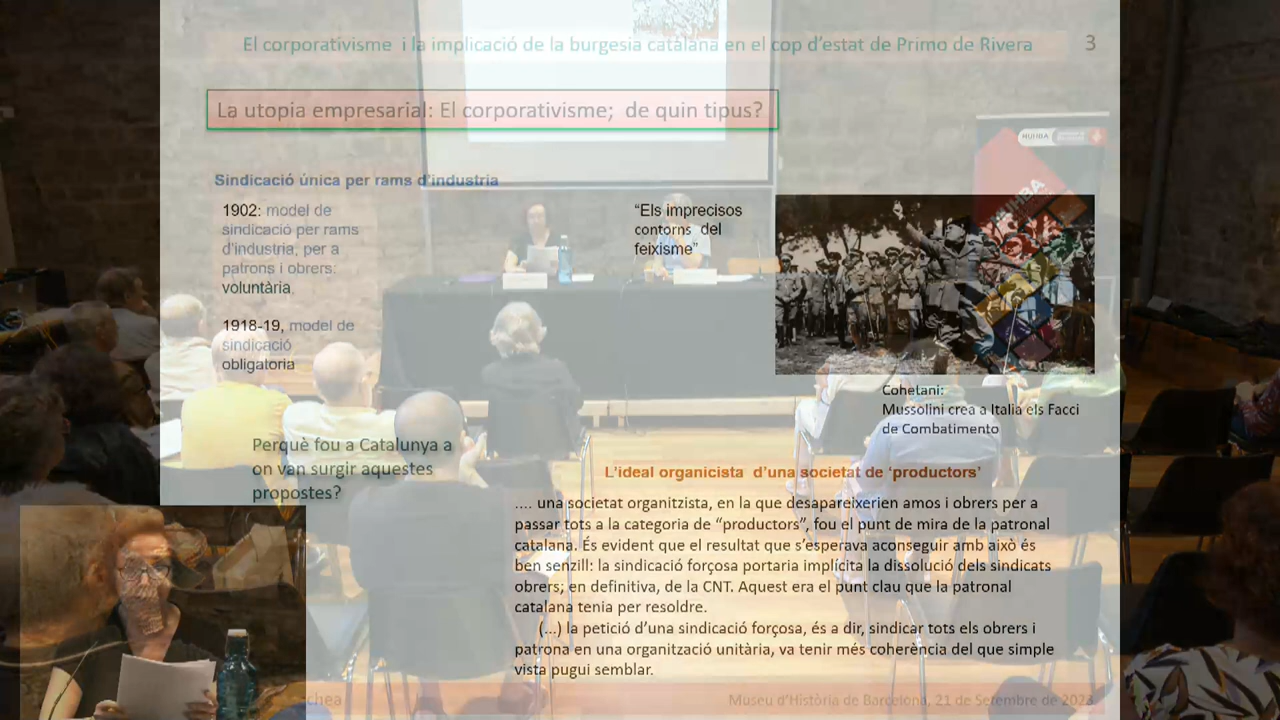 El corporativisme i la implicació de la burgesia catalana en el cop d'estat de Primo de Rivera
3
La utopia empresarial: El corporativisme; de quin tipus?
Sindicació única per rams d'industria
1902: model de
sindicació per rams
d'industria, per a
patrons i obrers:
voluntària.
1918-19, model de
sindicació
obligatoria
"Els imprecisos
contorns del
feixisme"
MUHBA
MUHBA
Cohetani:
Mussolini crea a Italia els Facci
de Combatimento
Perquè fou a Catalunya a
on van surgir aquestes
propostes?
L'ideal organicista d'una societat de 'productors'
.... una societat organitzista, en la que desapareixerien amos i obrers per a
passar tots a la categoria de "productors", fou el punt de mira de la patronal
catalana. És evident que el resultat que s'esperava aconseguir amb això és
ben senzill: la sindicació forçosa portaria implícita la dissolució dels sindicats
obrers; en definitiva, de la CNT. Aquest era el punt clau que la patronal
catalana tenia per resoldre.
(...) la petició d'una sindicació forçosa, és a dir, sindicar tots els obrers i
patrona en una organització unitària, va tenir més coherència del que simple
vista pugui semblar.
Museu d'Història de Barcelona, 21 de Setembre de 2023